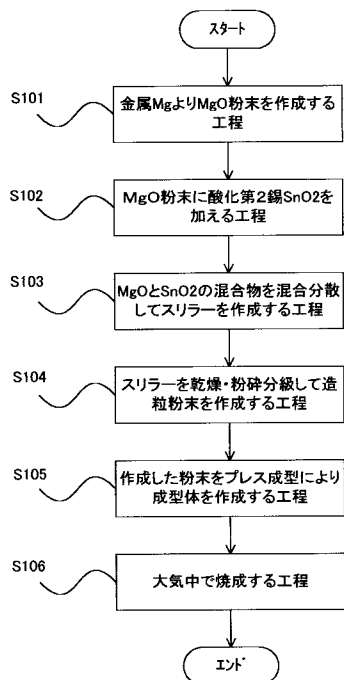 スタート
S101
金属MgよりMgO粉末を作成する
工程
S102
MgO粉末に酸化第2錫SnO2を
加える工程
S103
MgOとSnO2の混合物を混合分散
してスリラーを作成する工程
S104
スリラーを乾燥・粉砕分級して造
粒粉末を作成する工程
S105
作成した粉末をプレス成型により
成型体を作成する工程
S106
大気中で焼成する工程
エンド